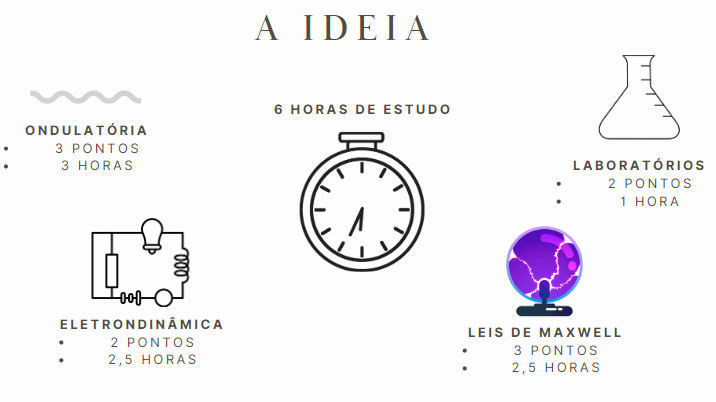 A IDEIA
6 HORAS DE ESTUDO
ONDULATÓRIA
• 3 PONTOS
• 3 HORAS
LABORATÓRIOS
• 2 PONTOS
• 1 HORA
ELETRONDINÂMICA
• 2 PONTOS
• 2,5 HORAS
LEIS DE MAXWELL
• 3 PONTOS
• 2,5 HORAS